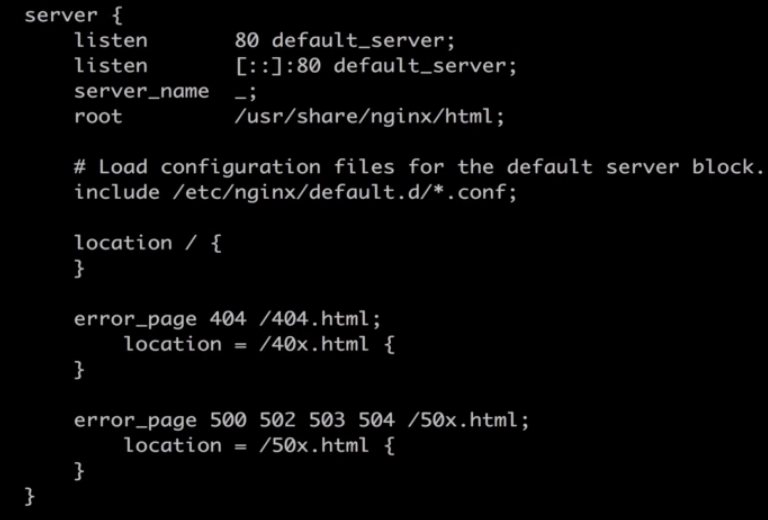 server {
    listen       80 default_server;
    listen       [::]:80 default_server;
    server_name  _;
    root         /usr/share/nginx/html;

    # Load configuration files for the default server block.
    include /etc/nginx/default.d/*.conf;

    location / {
    }

    error_page 404 /404.html;
        location = /40x.html {
    }

    error_page 500 502 503 504 /50x.html;
        location = /50x.html {
    }
}